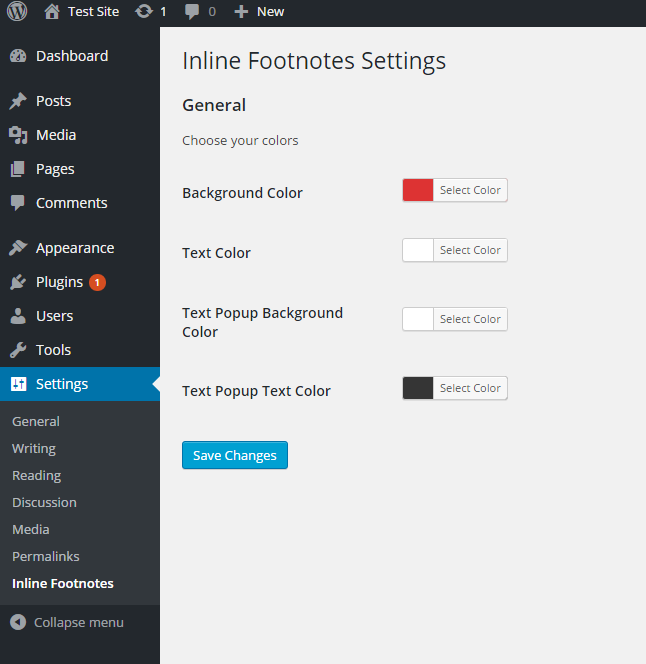 Test Site 1 0 New
Dashboard
Posts
Media
Pages
Comments
Appearance
Plugins 1
Users
Tools
Settings
General
Writing
Reading
Discussion
Media
Permalinks
Inline Footnotes
Collapse menu
Inline Footnotes Settings
General
Choose your colors
Background Color Select Color
Text Color Select Color
Text Popup Background
Color Select Color
Text Popup Text Color Select Color
Save Changes